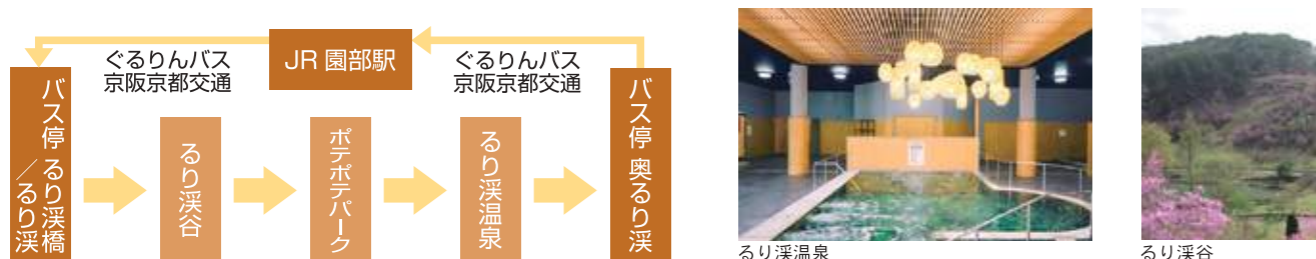 JR 園部駅
ぐるりんバス
京阪京都交通
ぐるりんバス
京阪京都交通
バス停 るり渓橋
／るり渓
るり渓谷
ポテポテパーク
るり渓温泉
バス停 奥るり渓
るり渓温泉
るり渓谷